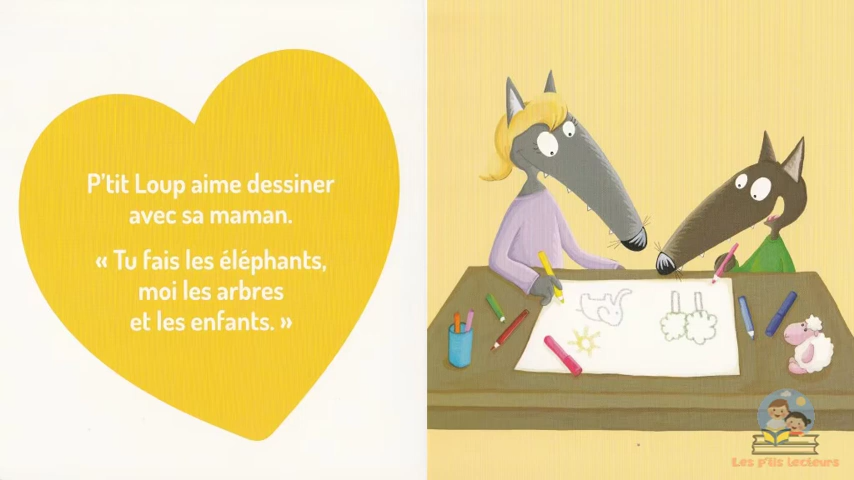 P'tit Loup aime dessiner
avec sa maman.
« Tu fais les éléphants,
moi les arbres
et les enfants. »
Les p'tis lecteurs